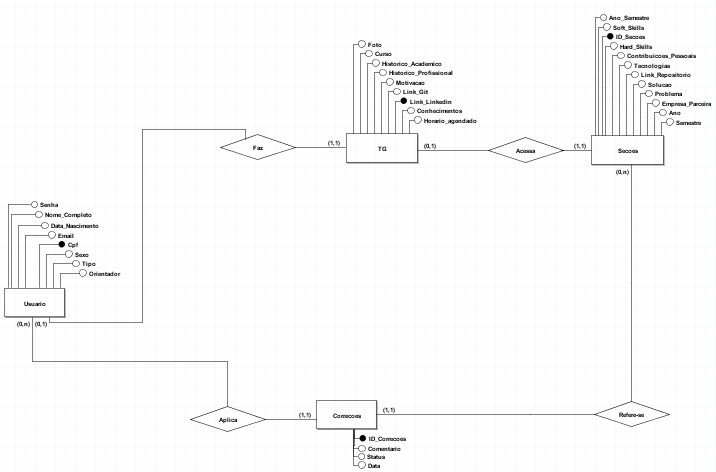 Ano_Semestre
Soft_Skills
ID_Secoes
Hard_Skills
Contribuicoes_Pessoais
Tecnologias
Link_Repositorio
Solucao
Problema
Empresa_Parceira
Ano
Semestre
Foto
Curso
Historico_Academico
Historico_Profissional
Motivacao
Link_Git
Link_Linkedin
Conhecimentos
Horario_agendado
Faz
(1,1)
TG
(0,1)
Acessa
(1,1)
Secoes
(0,n)
Senha
Nome_Completo
Data_Nascimento
Email
Cpf
Sexo
Tipo
Orientador
Usuario
(0,n)
(0,1)
Aplica
(1,1)
Correcoes
(1,1)
Refere-se
ID_Correcoes
Comentario
Status
Data